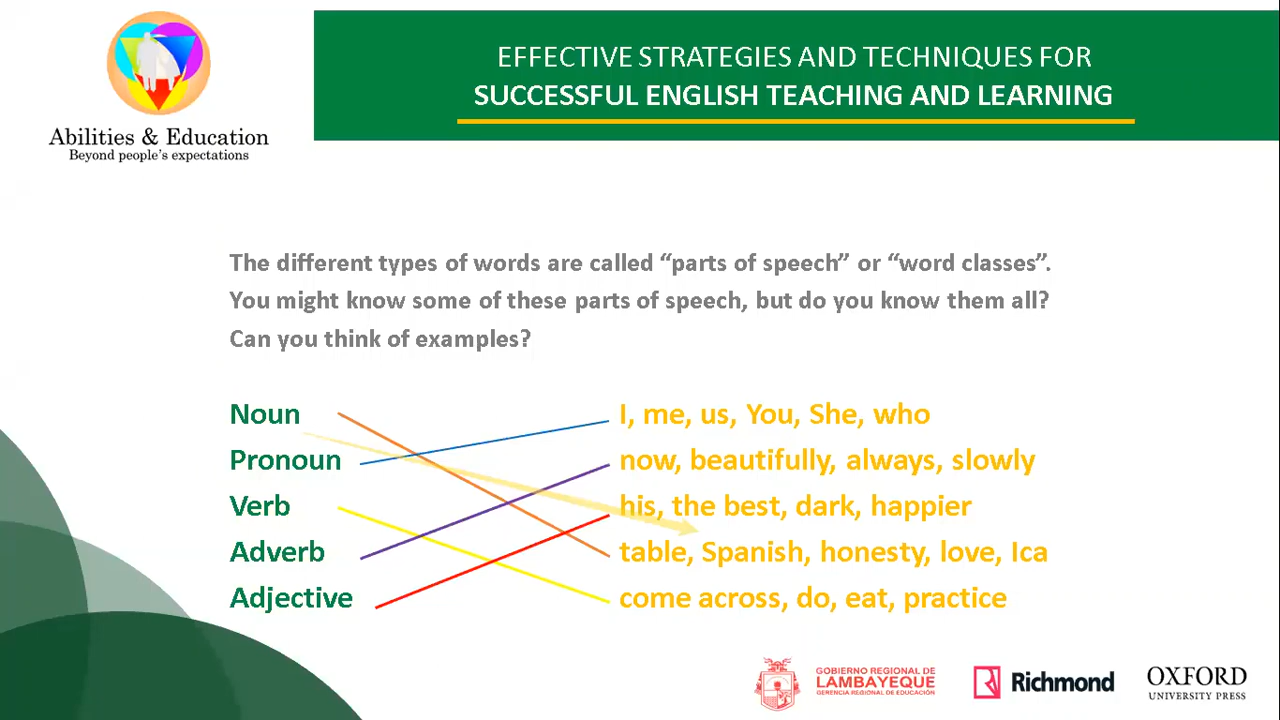 EFFECTIVE STRATEGIES AND TECHNIQUES FOR
SUCCESSFUL ENGLISH TEACHING AND LEARNING
Abilities & Education
Beyond people's expectations
The different types of words are called “parts of speech” or “word classes”.
You might know some of these parts of speech, but do you know them all?
Can you think of examples?
Noun
Pronoun
Verb
Adverb
Adjective
I, me, us, You, She, who
now, beautifully, always, slowly
his, the best, dark, happier
table, Spanish, honesty, love, Ica
come across, do, eat, practice
GOBIERNO REGIONAL DE
LAMBAYEQUE
GERENCIA REGIONAL DE EDUCACIÓN
Richmond
OXFORD
UNIVERSITY PRESS